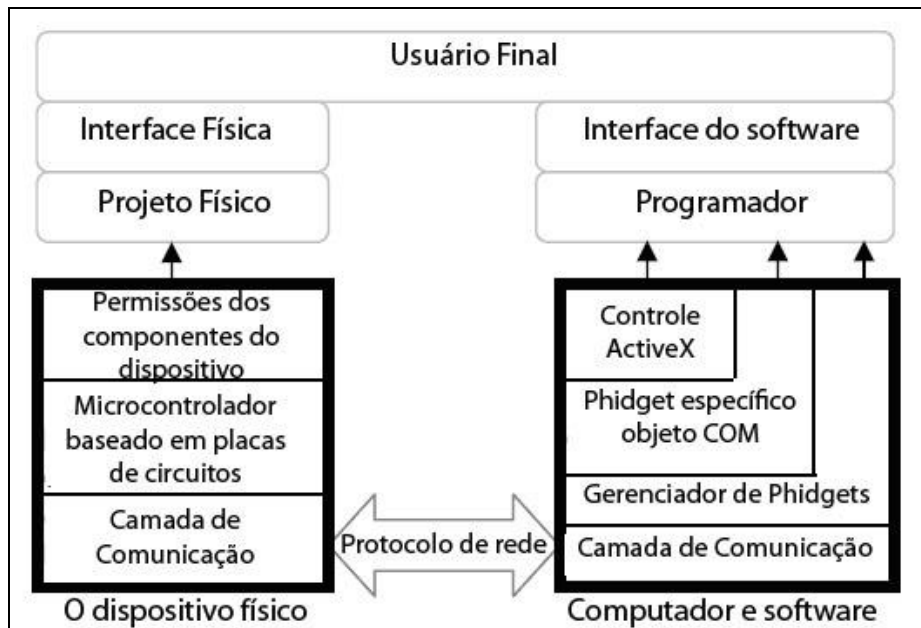 Usuário Final
Interface Física
Interface do software
Projeto Físico
Programador
Permissões dos
componentes do
dispositivo
Microcontrolador
baseado em placas
de circuitos
Camada de
Comunicação
Protocolo de rede
Controle
ActiveX
Phidget específico
objeto COM
Gerenciador de Phidgets
Camada de Comunicação
O dispositivo físico
Computador e software